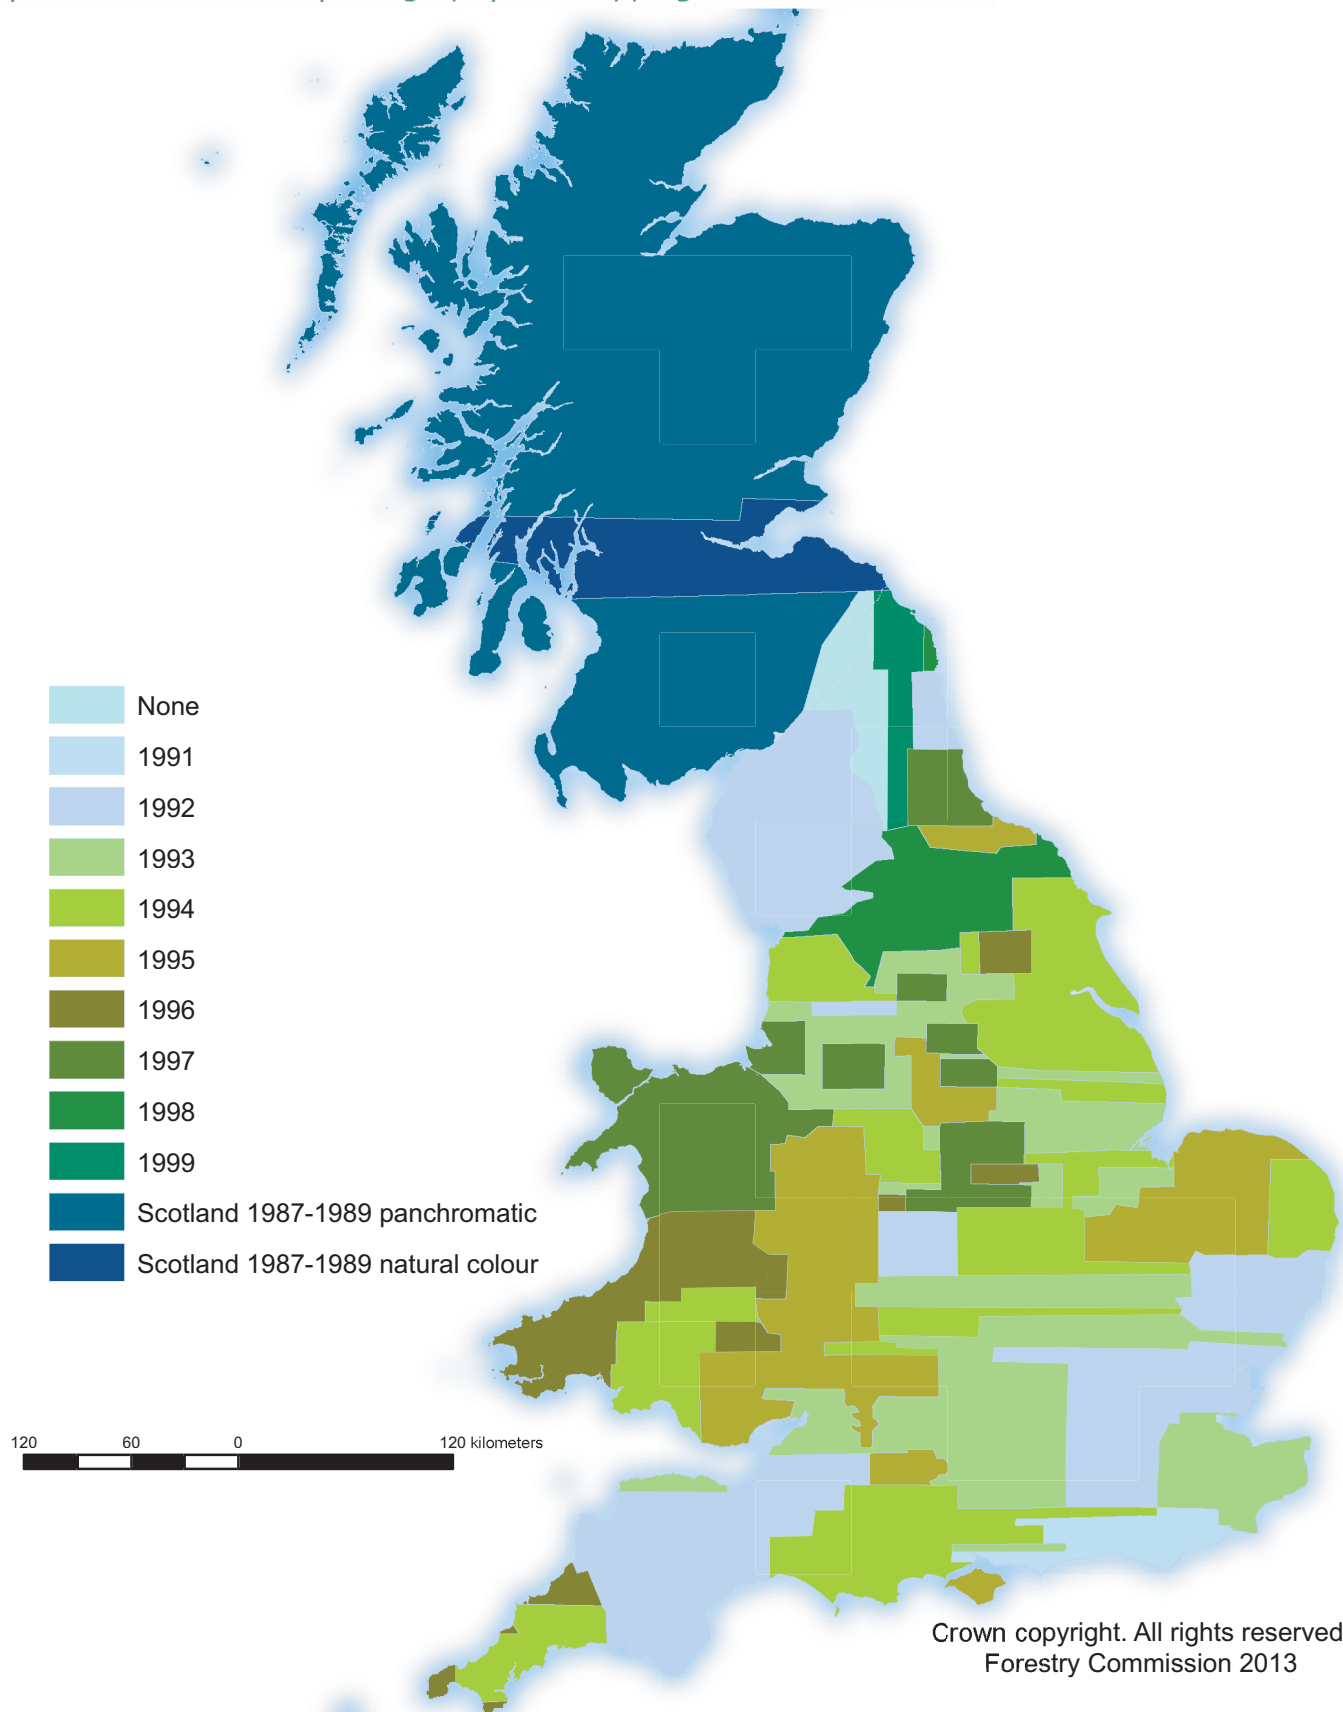 None
1991
1992
1993
1994
1995
1996
1997
1998
1999
Scotland 1987-1989 panchromatic
Scotland 1987-1989 natural colour
120 60 0 120 kilometers
Crown copyright. All rights reserved
Forestry Commission 2013